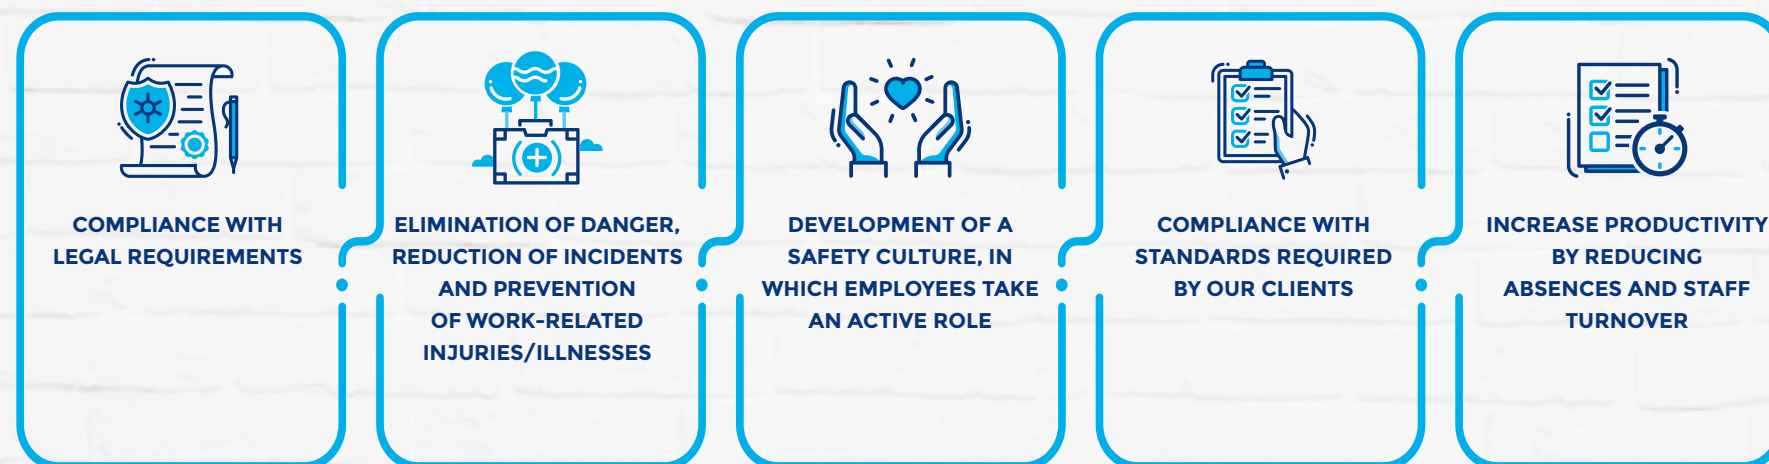 COMPLIANCE WITH
LEGAL REQUIREMENTS
ELIMINATION OF DANGER,
REDUCTION OF INCIDENTS
AND PREVENTION
OF WORK-RELATED
INJURIES/ILLNESSES
DEVELOPMENT OF A
SAFETY CULTURE, IN
WHICH EMPLOYEES TAKE
AN ACTIVE ROLE
COMPLIANCE WITH
STANDARDS REQUIRED
BY OUR CLIENTS
INCREASE PRODUCTIVITY
BY REDUCING
ABSENCES AND STAFF
TURNOVER